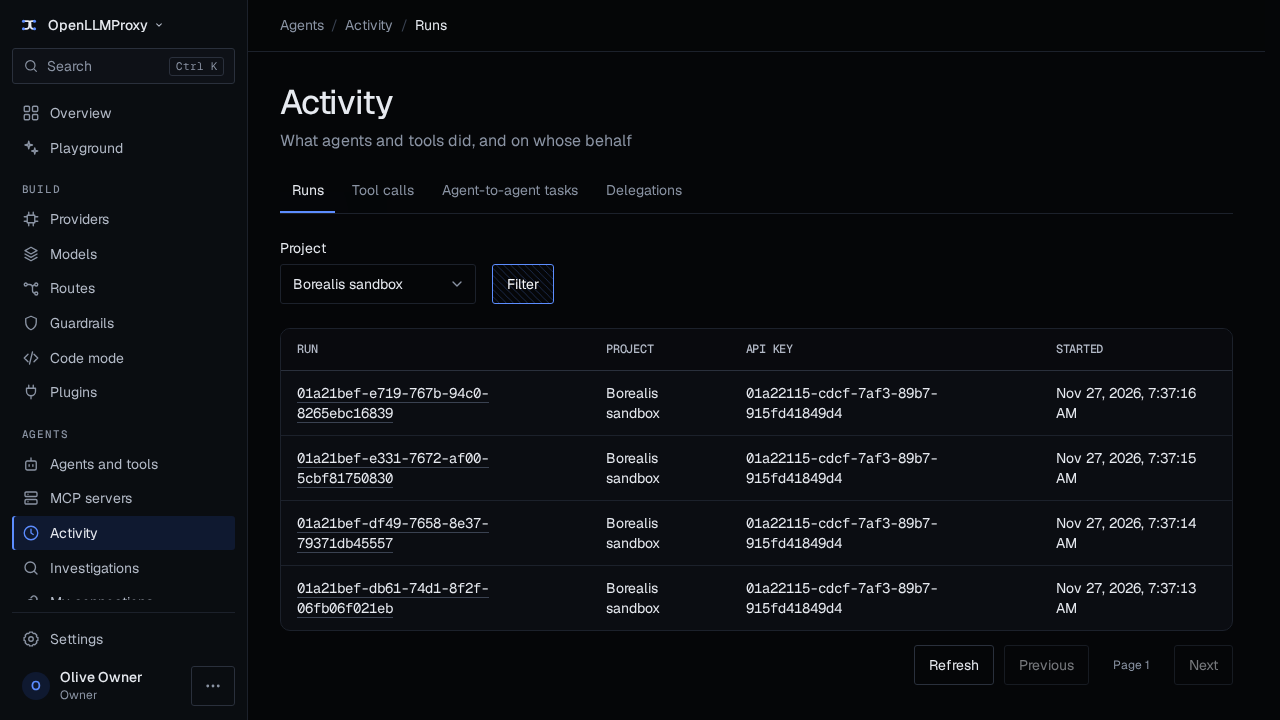 OpenLLMProxy
Search
Ctrl K
Overview
Playground
BUILD
Providers
Models
Routes
Guardrails
Code mode
Plugins
AGENTS
Agents and tools
MCP servers
Activity
Investigations
My connections
Settings
O
Olive Owner
Owner
Agents / Activity / Runs
Activity
What agents and tools did, and on whose behalf
Runs Tool calls Agent-to-agent tasks Delegations
Project
Borealis sandbox
Filter
RUN PROJECT API KEY STARTED
01a21bef-e719-767b-94c0- Borealis 01a22115-cdcf-7af3-89b7- Nov 27, 2026, 7:37:16
8265ebc16839 sandbox 915fd41849d4 AM
01a21bef-e331-7672-af00- Borealis 01a22115-cdcf-7af3-89b7- Nov 27, 2026, 7:37:15
5cbf81750830 sandbox 915fd41849d4 AM
01a21bef-df49-7658-8e37- Borealis 01a22115-cdcf-7af3-89b7- Nov 27, 2026, 7:37:14
79371db45557 sandbox 915fd41849d4 AM
01a21bef-db61-74d1-8f2f- Borealis 01a22115-cdcf-7af3-89b7- Nov 27, 2026, 7:37:13
06fb06f021eb sandbox 915fd41849d4 AM
Refresh Previous Page 1 Next